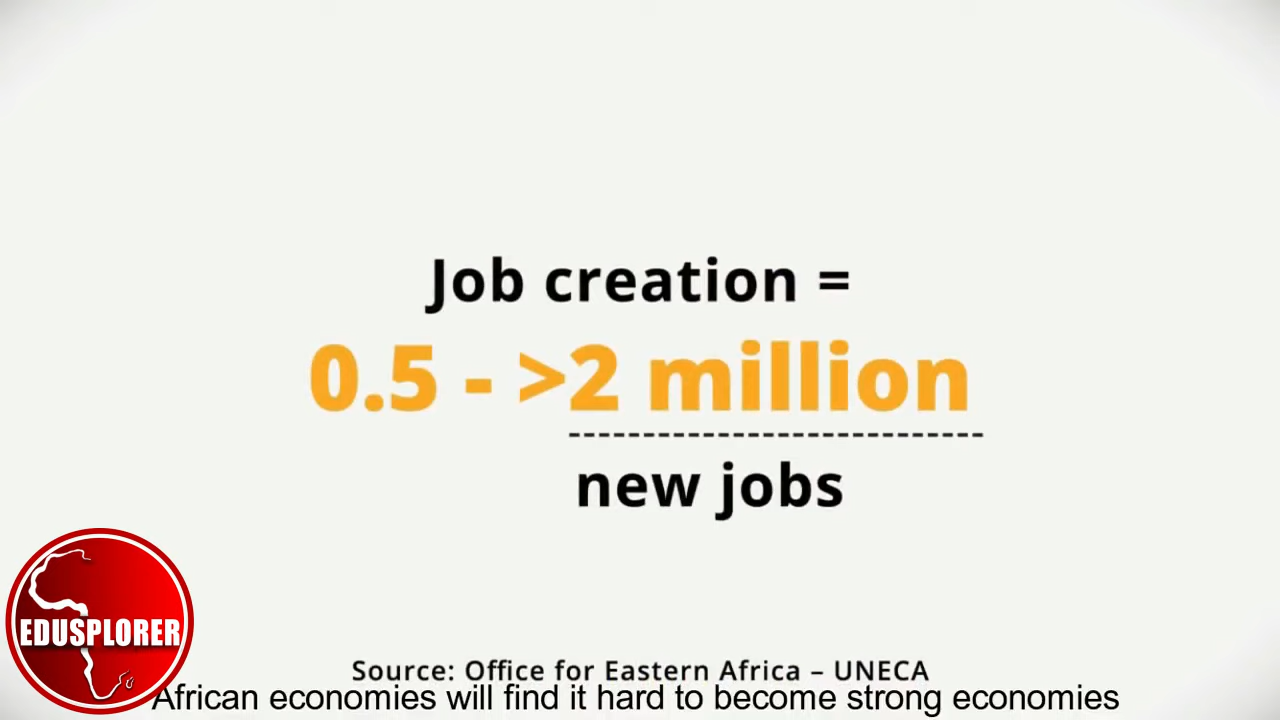 Job creation =
0.5 - >2 million
new jobs
EDUSPLORER
Source: Office for Eastern Africa – UNECA
African economies will find it hard to become strong economies